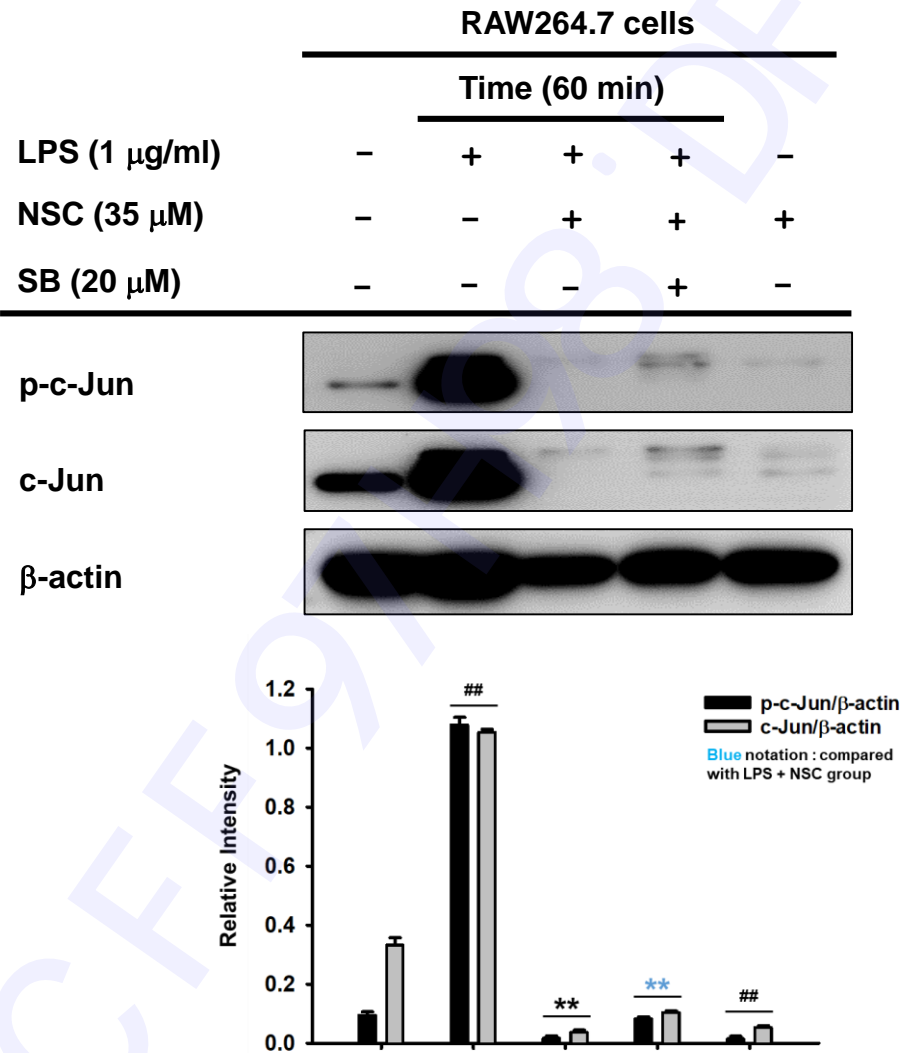 RAW264.7 cells
Time (60 min)
LPS (1 μg/ml) – + + + –
NSC (35 μM) – – + + +
SB (20 μM) – – – + –
p-c-Jun
c-Jun
β-actin
1.2
1.0
0.8
0.6
0.4
0.2
0.0
Relative Intensity
##
**
**
##
p-c-Jun/β-actin
c-Jun/β-actin
Blue notation : compared
with LPS + NSC group